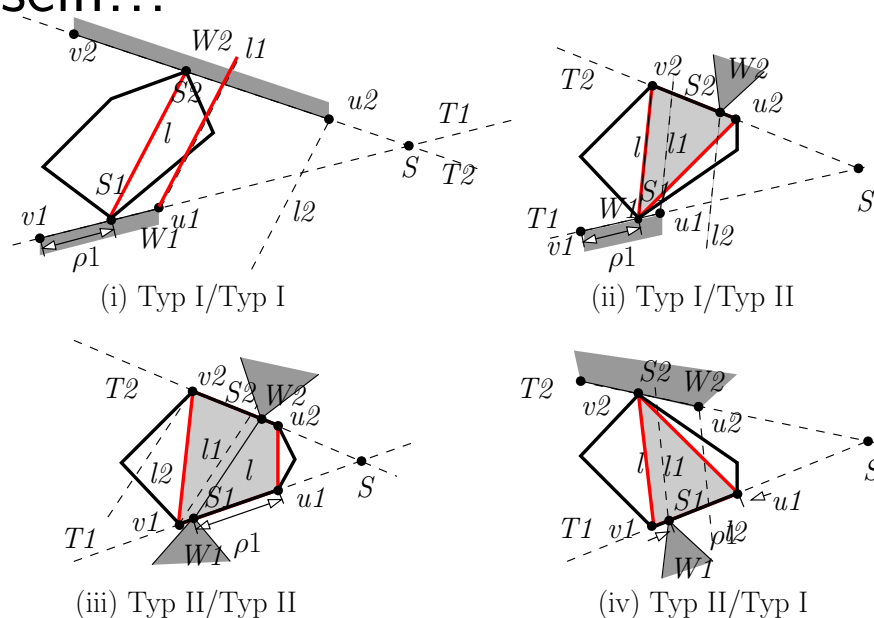 sein...
v2 W2 l1 S2 u2 T1 l S T2 S1 v1 u1 W1 l2 ρ1
(i) Typ I/Typ I
T2 v2 S2 W2 u2 l l1 S1 W1 T1 v1 u1 l2 S ρ1
(ii) Typ I/Typ II
T2 v2 S2 W2 u2 l1 l2 l S S1 u1 v1 T1 W1 ρ1
(iii) Typ II/Typ II
T2 S2 W2 v2 u2 l l1 S S1 u1 T1 v1 ρ1 l2 W1
(iv) Typ II/Typ I